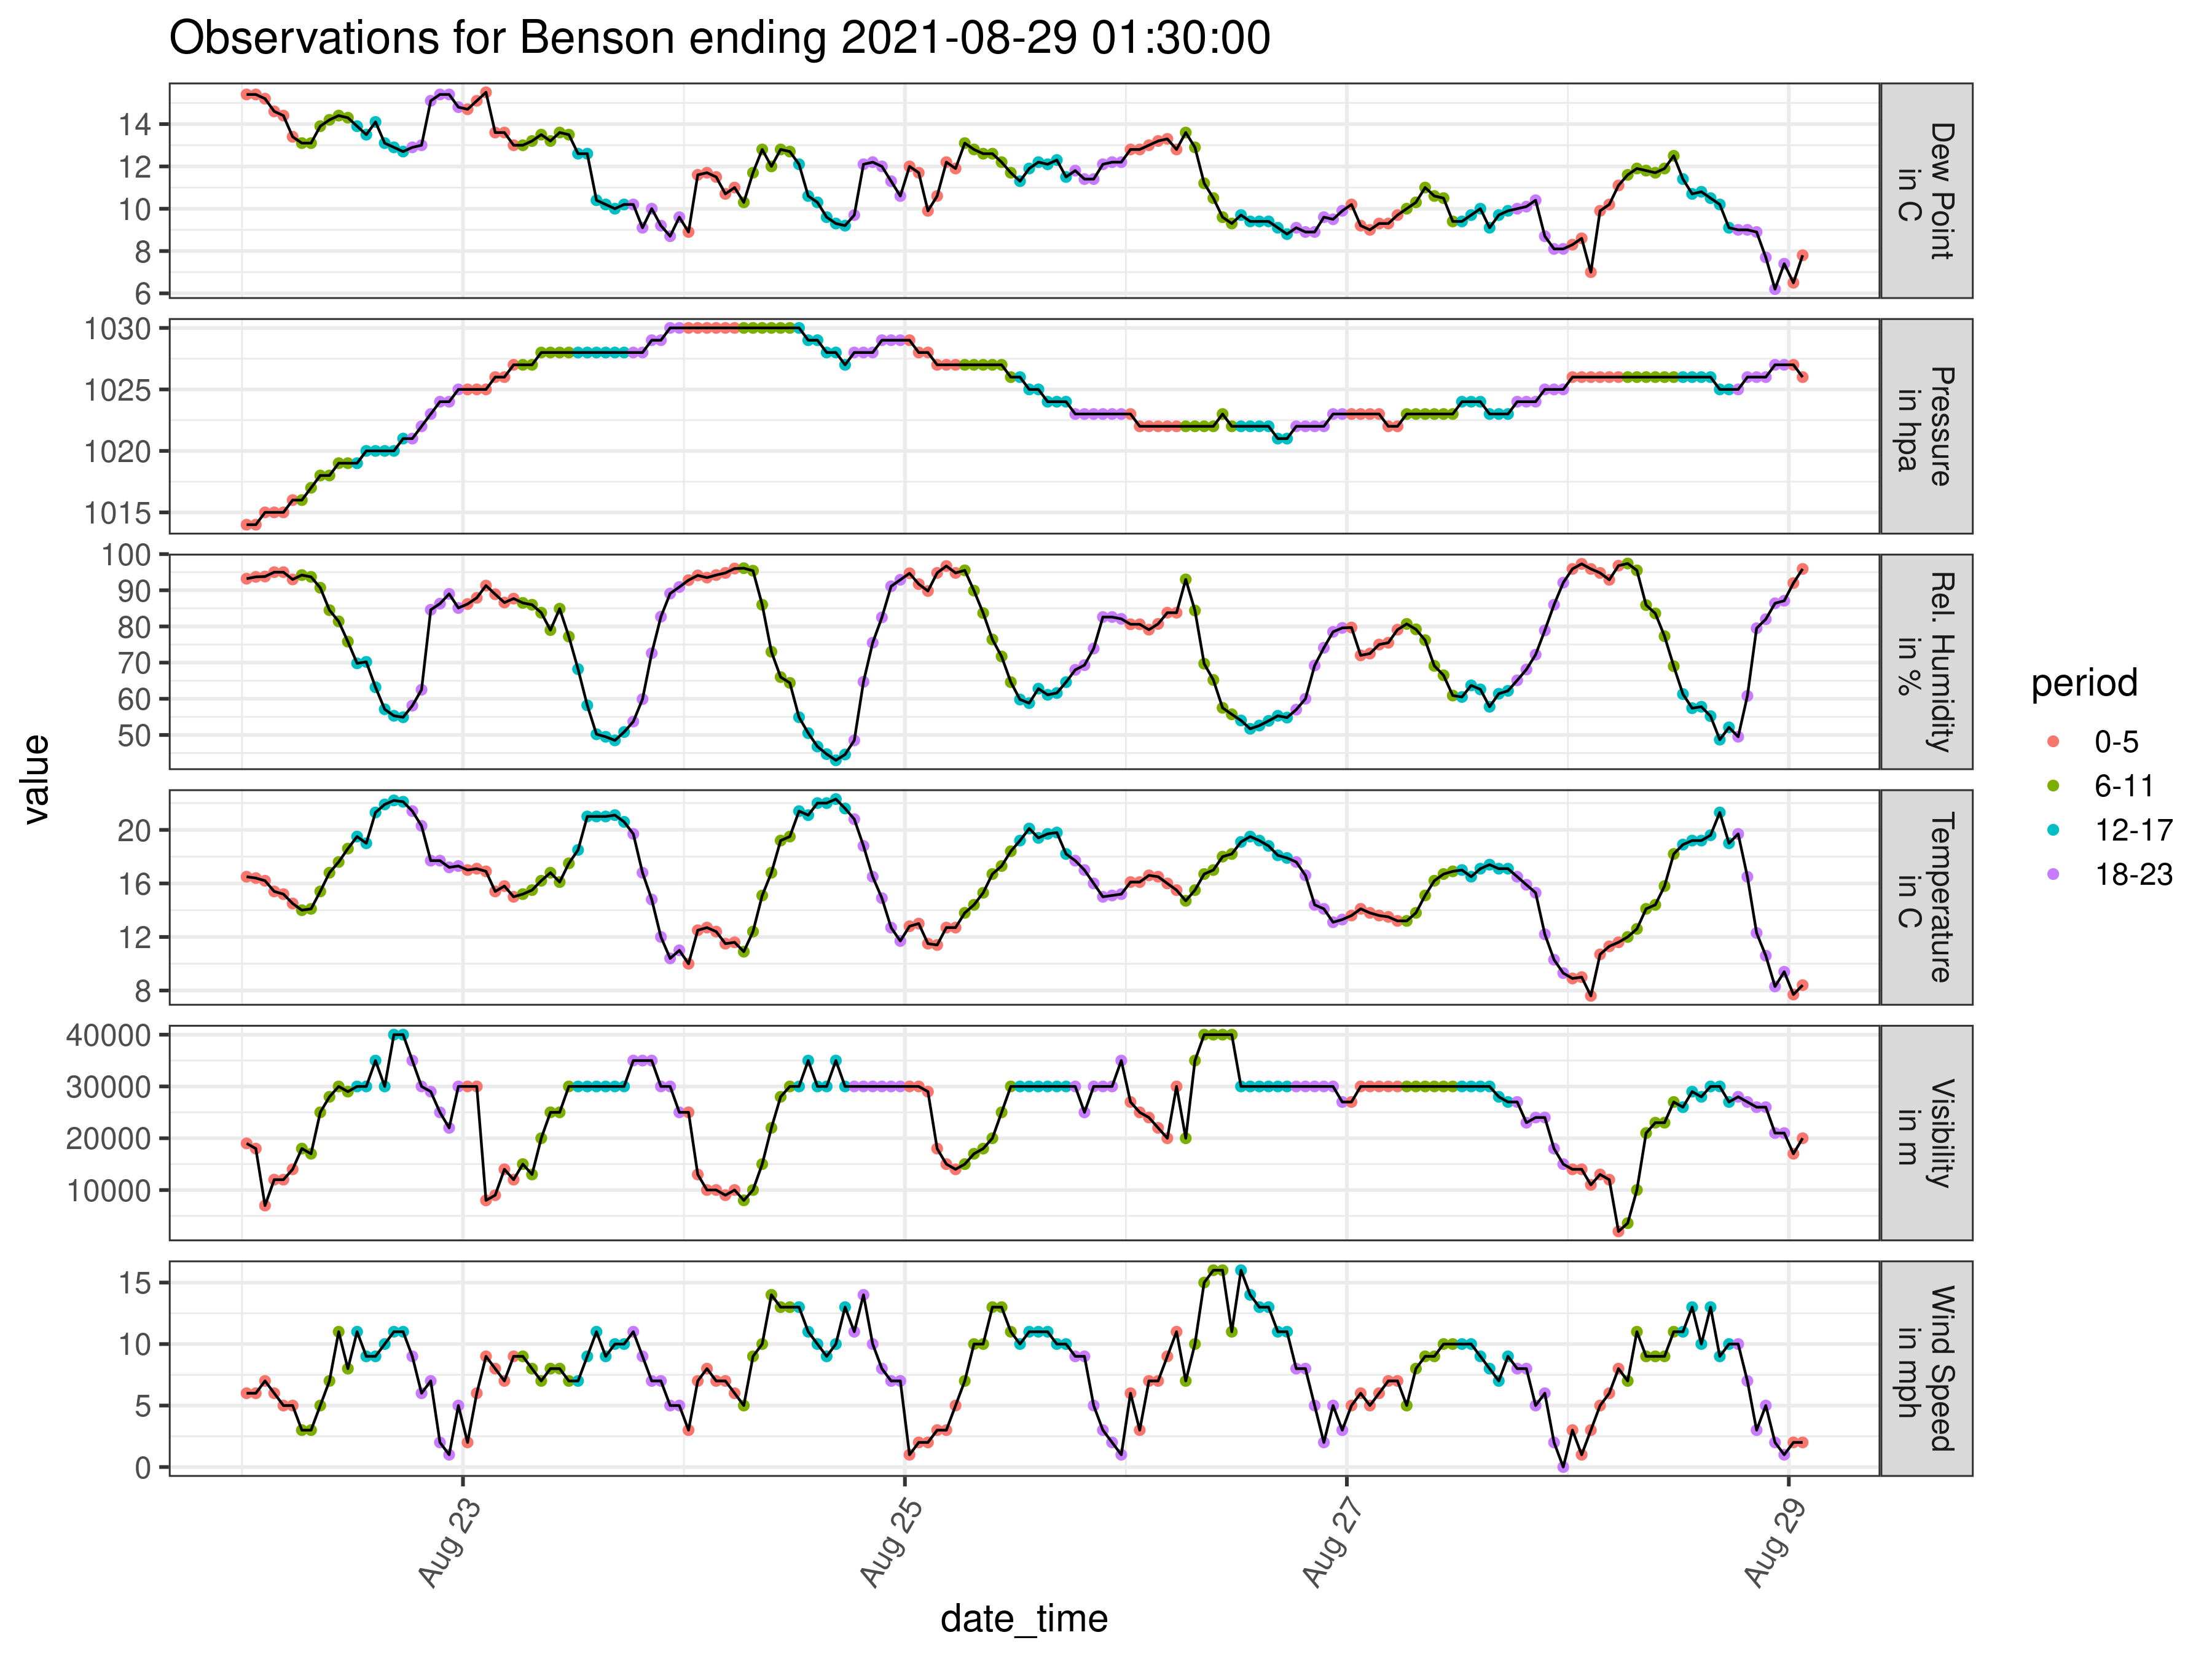 Observations for Benson ending 2021-08-29 01:30:00
value
14
12
10
8
6
Dew Point
in C
1030
1025
1020
1015
Pressure
in hpa
100
90
80
70
60
50
Rel. Humidity
in %
20
16
12
8
Temperature
in C
40000
30000
20000
10000
Visibility
in m
15
10
5
0
Wind Speed
in mph
Aug 23
Aug 25
Aug 27
Aug 29
date_time
period
0-5
6-11
12-17
18-23